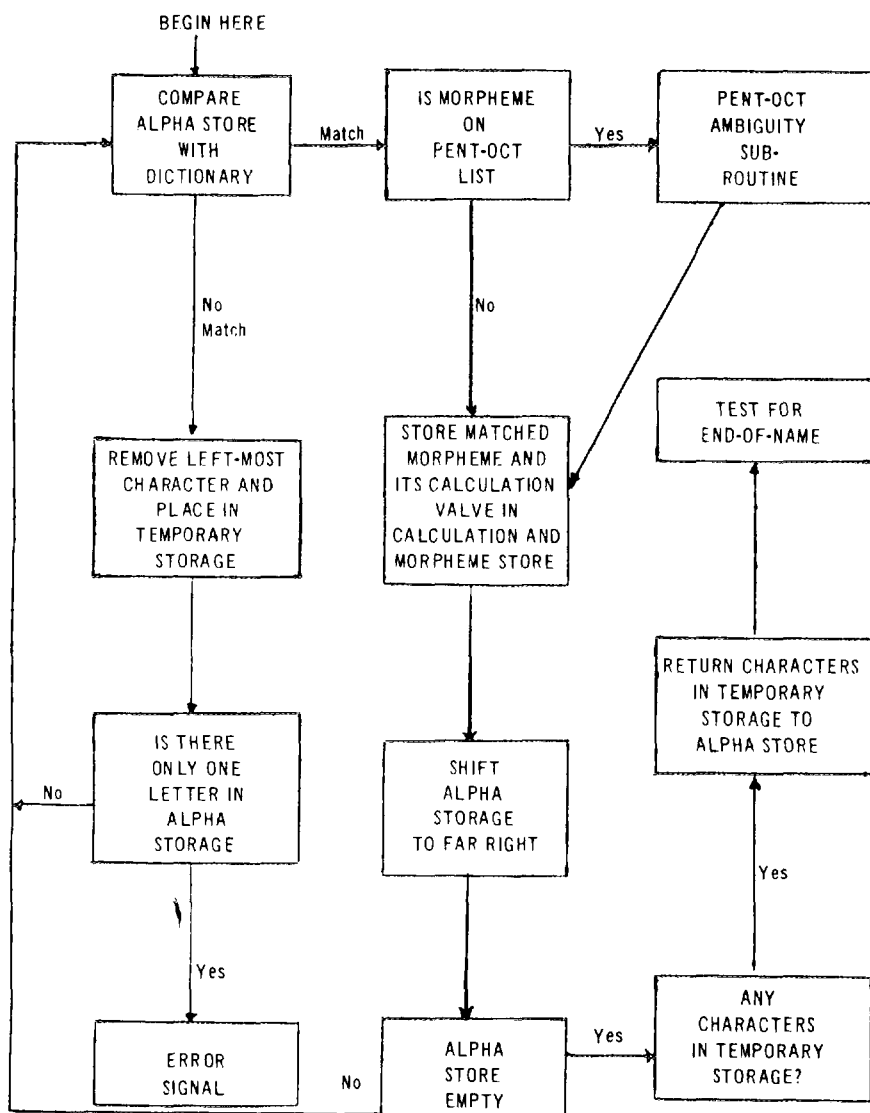 BEGIN HERE
COMPARE
ALPHA STORE
WITH
DICTIONARY
Match
IS MORPHEME
ON
PENT-OCT
LIST
Yes
PENT-OCT
AMBIGUITY
SUB-
ROUTINE
No
Match
No
REMOVE LEFT-MOST
CHARACTER AND
PLACE IN
TEMPORARY
STORAGE
STORE MATCHED
MORPHEME AND
ITS CALCULATION
VALVE IN
CALCULATION AND
MORPHEME STORE
TEST FOR
END-OF-NAME
IS THERE
ONLY ONE
LETTER IN
ALPHA
STORAGE
No
SHIFT
ALPHA
STORAGE
TO FAR RIGHT
RETURN CHARACTERS
IN TEMPORARY
STORAGE TO
ALPHA STORE
Yes
Yes
ERROR
SIGNAL
No
ALPHA
STORE
EMPTY
Yes
ANY
CHARACTERS
IN TEMPORARY
STORAGE?